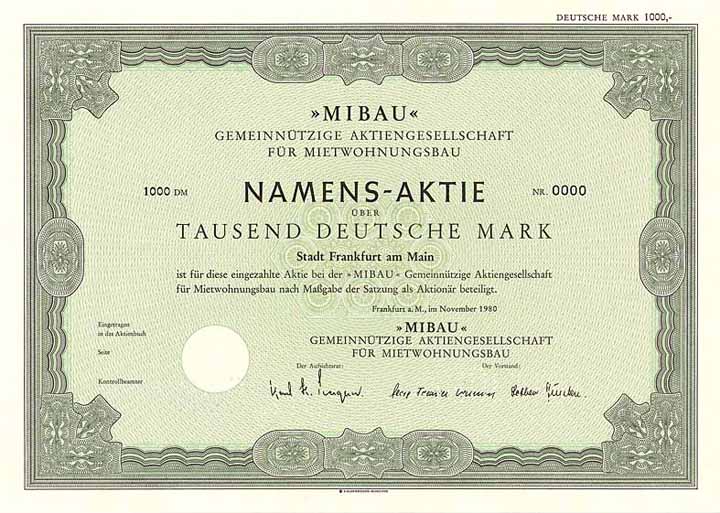 DEUTSCHE MARK 1000,-
»MIBAU«
GEMEINNÜTZIGE AKTIENGESELLSCHAFT
FÜR MIETWOHNUNGSBAU
1000 DM NAMENS-AKTIE NR. 0000
ÜBER
TAUSEND DEUTSCHE MARK
Stadt Frankfurt am Main
ist für diese eingezahlte Aktie bei der »MIBAU« Gemeinnützige Aktiengesellschaft
für Mietwohnungsbau nach Maßgabe der Satzung als Aktionär beteiligt.
Frankfurt a. M., im November 1980
Eingetragen
in das Aktienbuch
Seite
Kontrollbeamter
»MIBAU«
GEMEINNÜTZIGE AKTIENGESELLSCHAFT
FÜR MIETWOHNUNGSBAU
Der Aufsichtsrat: Der Vorstand: